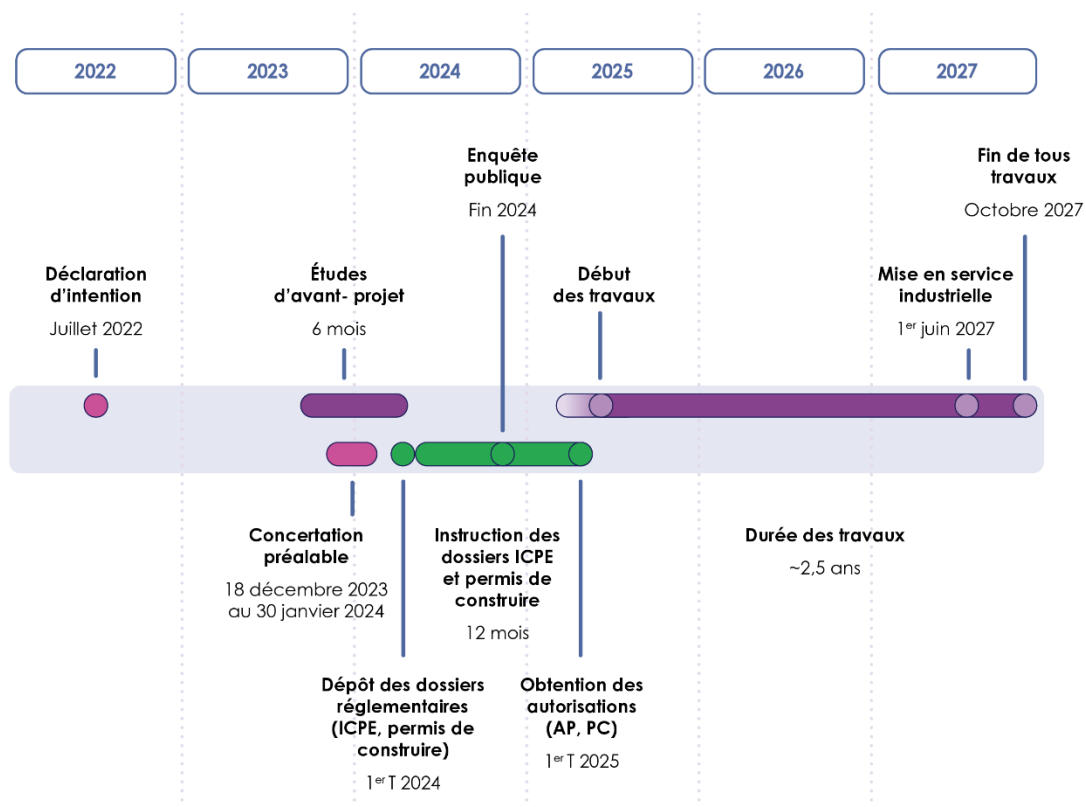 2022
2023
2024
2025
2026
2027
Enquête
publique
Fin 2024
Fin de tous
travaux
Octobre 2027
Déclaration
d'intention
Juillet 2022
Études
d'avant- projet
6 mois
Début
des travaux
Mise en service
industrielle
1er juin 2027
Concertation
préalable
18 décembre 2023
au 30 janvier 2024
Instruction des
dossiers ICPE
et permis de
construire
12 mois
Durée des travaux
~2,5 ans
Dépôt des dossiers
réglementaires
(ICPE, permis de
construire)
1er T 2024
Obtention des
autorisations
(AP, PC)
1er T 2025